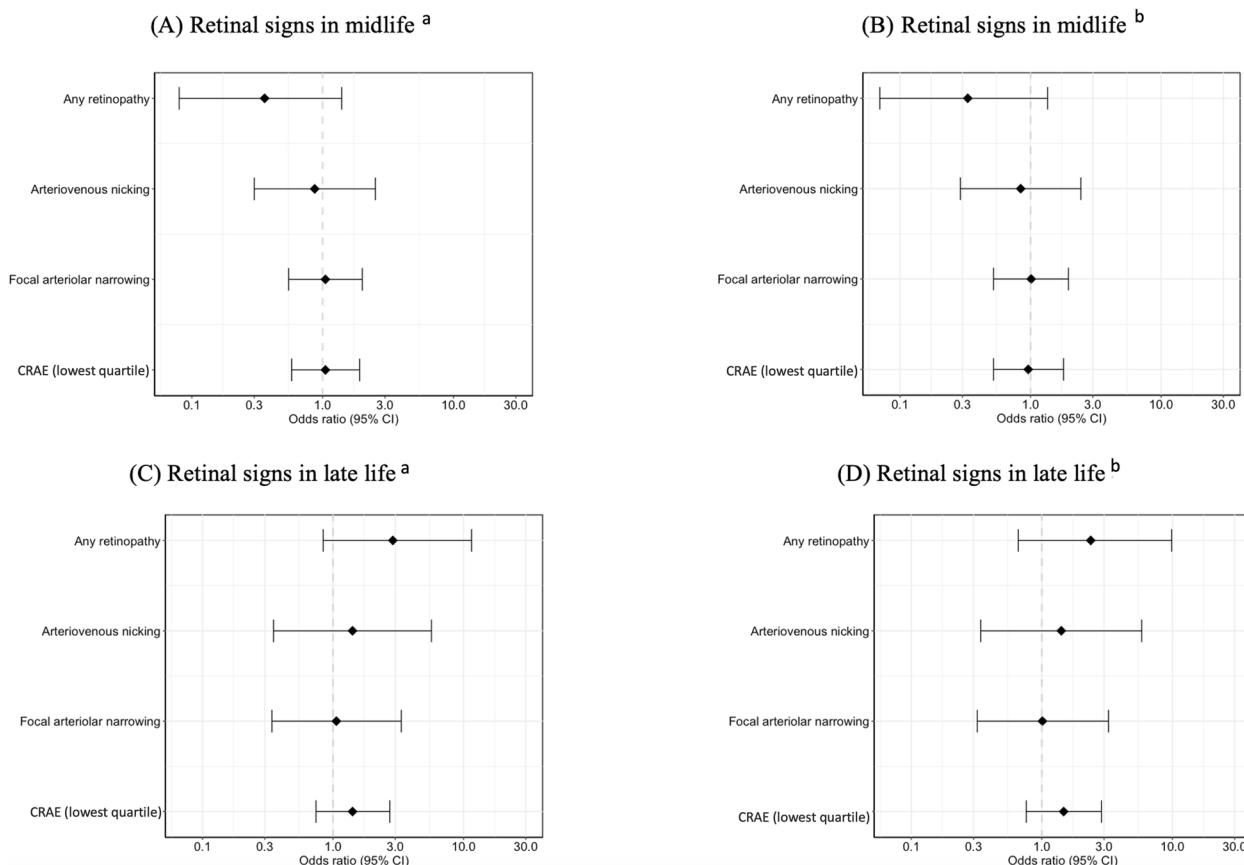 (A) Retinal signs in midlife a
Any retinopathy
Arteriovenous nicking
Focal arteriolar narrowing
CRAE (lowest quartile)
0.1 0.3 1.0 3.0 10.0 30.0
Odds ratio (95% CI)
(B) Retinal signs in midlife b
Any retinopathy
Arteriovenous nicking
Focal arteriolar narrowing
CRAE (lowest quartile)
0.1 0.3 1.0 3.0 10.0 30.0
Odds ratio (95% CI)
(C) Retinal signs in late life a
Any retinopathy
Arteriovenous nicking
Focal arteriolar narrowing
CRAE (lowest quartile)
0.1 0.3 1.0 3.0 10.0 30.0
Odds ratio (95% CI)
(D) Retinal signs in late life b
Any retinopathy
Arteriovenous nicking
Focal arteriolar narrowing
CRAE (lowest quartile)
0.1 0.3 1.0 3.0 10.0 30.0
Odds ratio (95% CI)